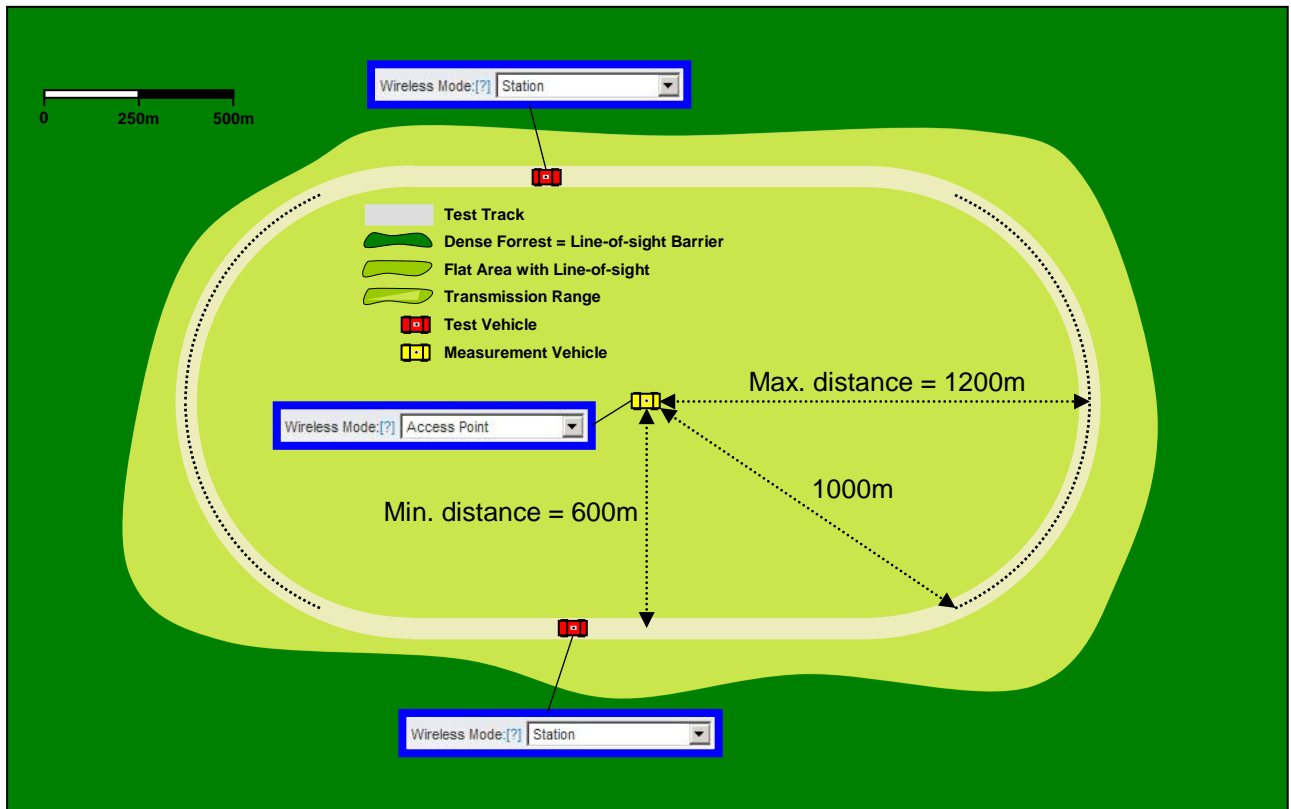 Wireless Mode:[?] Station
0 250m 500m
Test Track
Dense Forrest = Line-of-sight Barrier
Flat Area with Line-of-sight
Transmission Range
Test Vehicle
Measurement Vehicle
Max. distance = 1200m
Wireless Mode:[?] Access Point
1000m
Min. distance = 600m
Wireless Mode:[?] Station